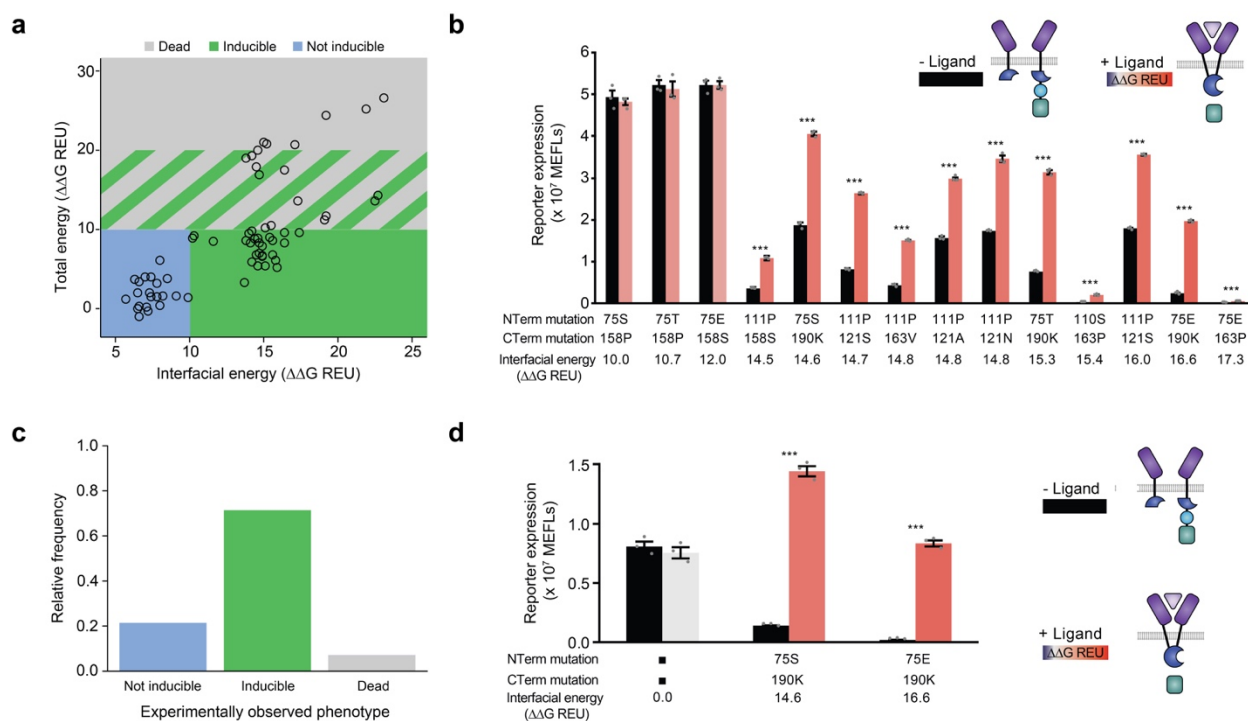 a
Dead Inducible Not inducible
30
20
10
0
Total energy (ΔΔG REU)
5 10 15 20 25
Interfacial energy (ΔΔG REU)
b
- Ligand
+ Ligand
ΔΔG REU
6
5
4
3
2
1
0
Reporter expression
(x 10⁷ MEFLs)
*** *** *** *** *** *** *** *** *** *** ***
NTerm mutation 75S 75T 75E 111P 75S 111P 111P 111P 111P 75T 110S 111P 75E 75E
CTerm mutation 158P 158P 158S 158S 190K 121S 163V 121A 121N 190K 163P 121S 190K 163P
Interfacial energy 10.0 10.7 12.0 14.5 14.6 14.7 14.8 14.8 14.8 15.3 15.4 16.0 16.6 17.3
(ΔΔG REU)
c
1.0
0.8
0.6
0.4
0.2
0.0
Relative frequency
Not inducible Inducible Dead
Experimentally observed phenotype
d
1.5
1.0
0.5
0.0
Reporter expression
(x 10⁷ MEFLs)
*** ***
NTerm mutation ■ 75S 75E
CTerm mutation ■ 190K 190K
Interfacial energy 0.0 14.6 16.6
(ΔΔG REU)
- Ligand
+ Ligand
ΔΔG REU